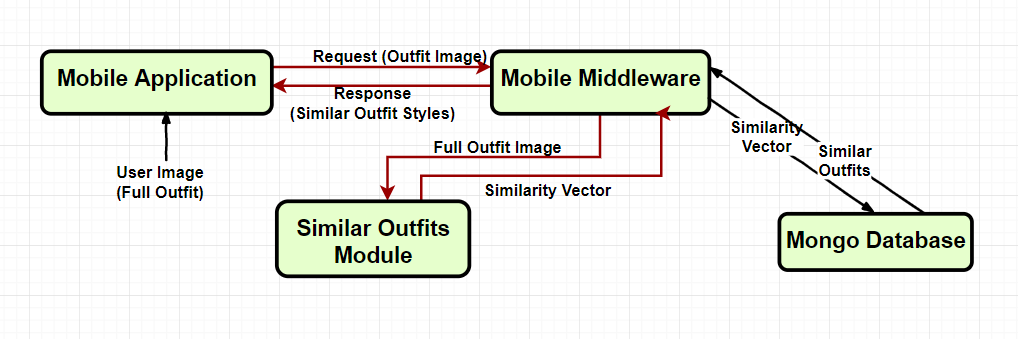 Request (Outfit Image)
Mobile Application
Mobile Middleware
Response
(Similar Outfit Styles)
Similarity
Vector
Similar
Outfits
Full Outfit Image
User Image
(Full Outfit)
Similarity Vector
Similar Outfits
Module
Mongo Database